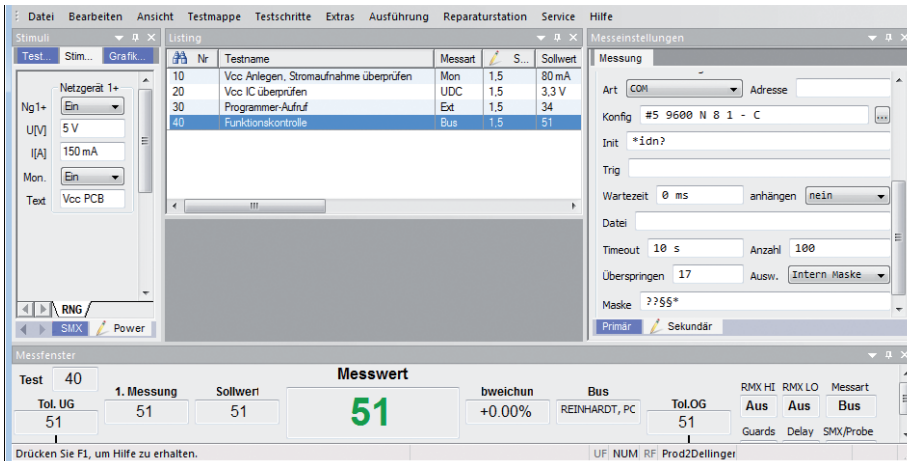 Datei Bearbeiten Ansicht Testmappe Testschritte Extras Ausführung Reparaturstation Service Hilfe
Stimuli
Test... Stim... Grafik...
Netzgerät 1+
Ng1+ Ein
U[V] 5 V
I[A] 150 mA
Mon. Ein
Text Vcc PCB
RNG
SMX Power
Listing
Nr Testname Messart S... Sollwert
10 Vcc Anlegen, Stromaufnahme überprüfen Mon 1,5 80 mA
20 Vcc IC überprüfen UDC 1,5 3,3 V
30 Programmer-Aufruf Ext 1,5 34
40 Funktionskontrolle Bus 1,5 51
Messeinstellungen
Messung
Art COM Adresse
Konfig #5 9600 N 8 1 - C ...
Init *idn?
Trig
Wartezeit 0 ms anhängen nein
Datei
Timeout 10 s Anzahl 100
Überspringen 17 Ausw. Intern Maske
Maske ??§§*
Primär Sekundär
Messfenster
Test 40
Tol. UG
51
1. Messung
51
Sollwert
51
Messwert
51
bweichun
+0.00%
Bus
REINHARDT, PC
Tol.OG
51
RMX HI RMX LO Messart
Aus Aus Bus
Guards Delay SMX/Probe
Drücken Sie F1, um Hilfe zu erhalten. UF NUM RF Prod2Dellinger